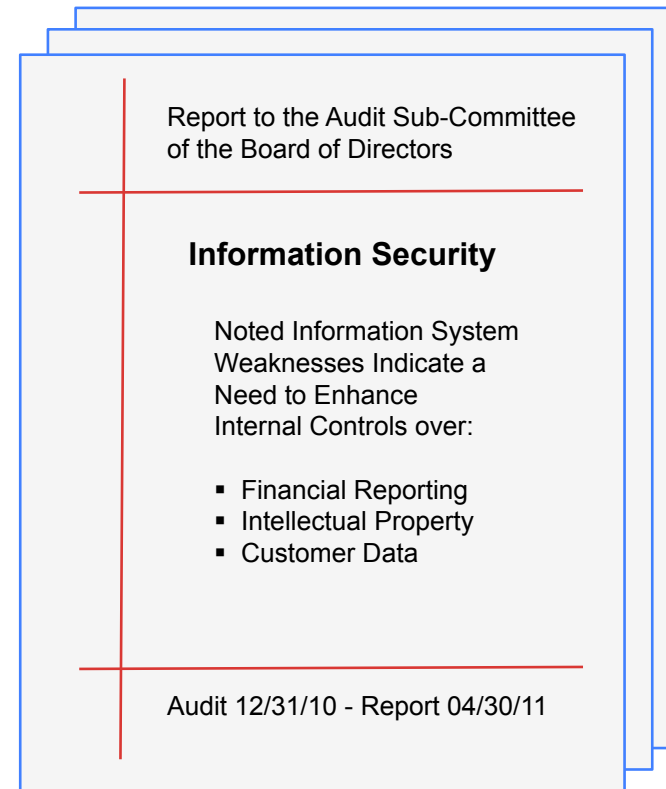 Report to the Audit Sub-Committee
of the Board of Directors
Information Security
Noted Information System
Weaknesses Indicate a
Need to Enhance
Internal Controls over:
▪ Financial Reporting
▪ Intellectual Property
▪ Customer Data
Audit 12/31/10 - Report 04/30/11